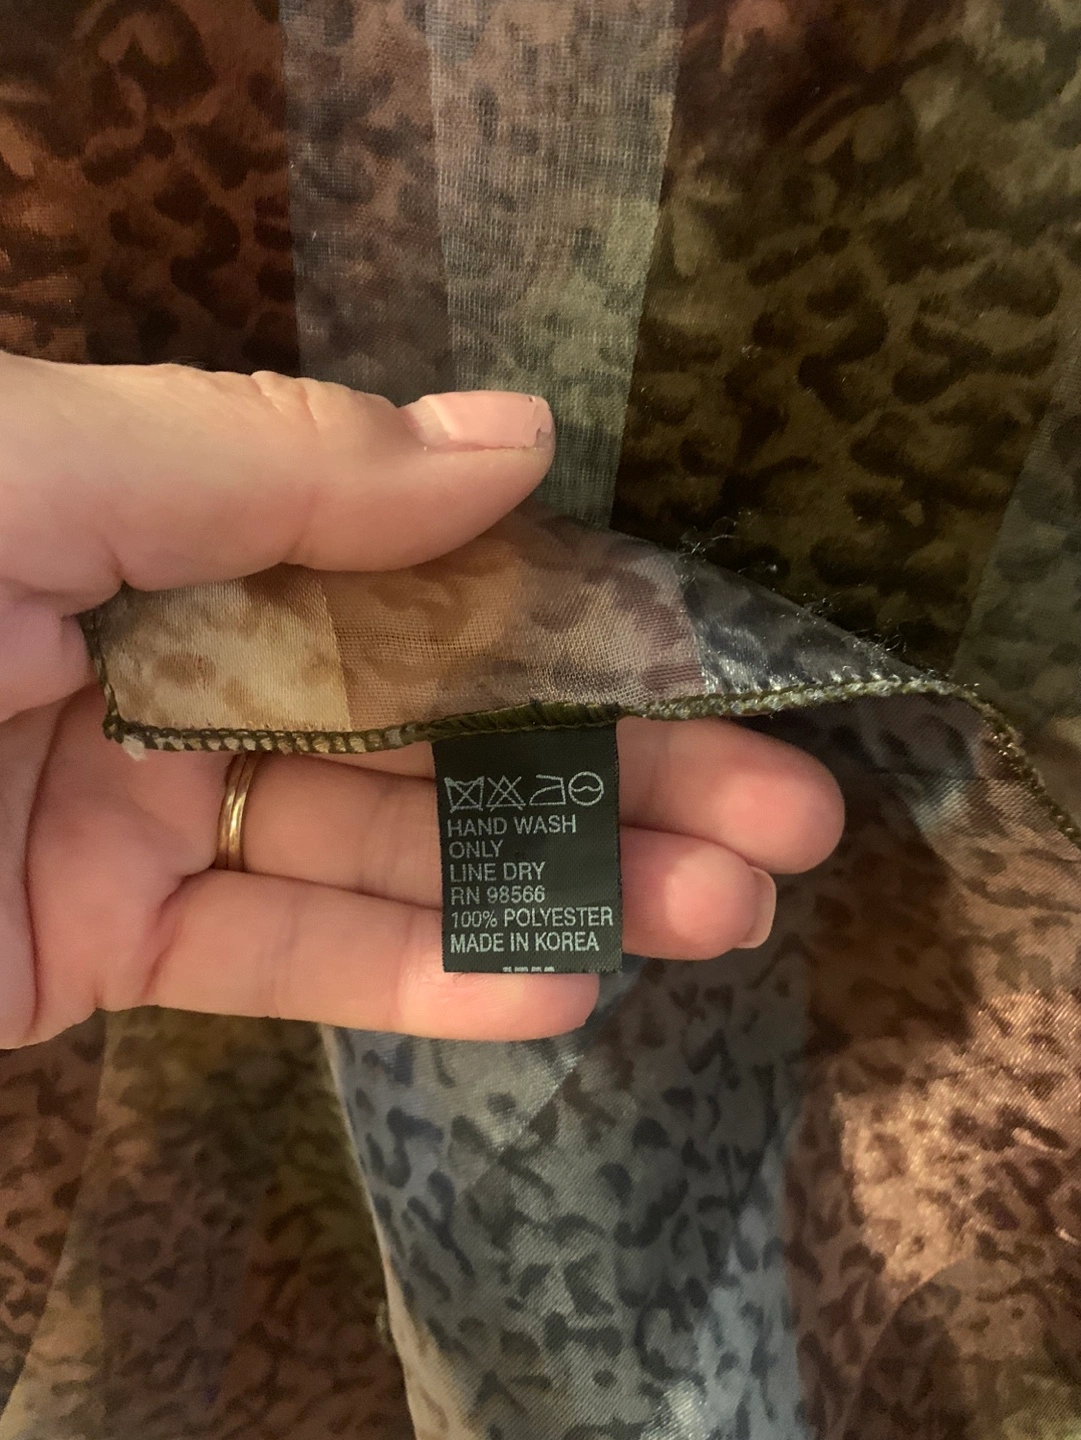 HAND WASH
ONLY
LINE DRY
RN 98566
100% POLYESTER
MADE IN KOREA